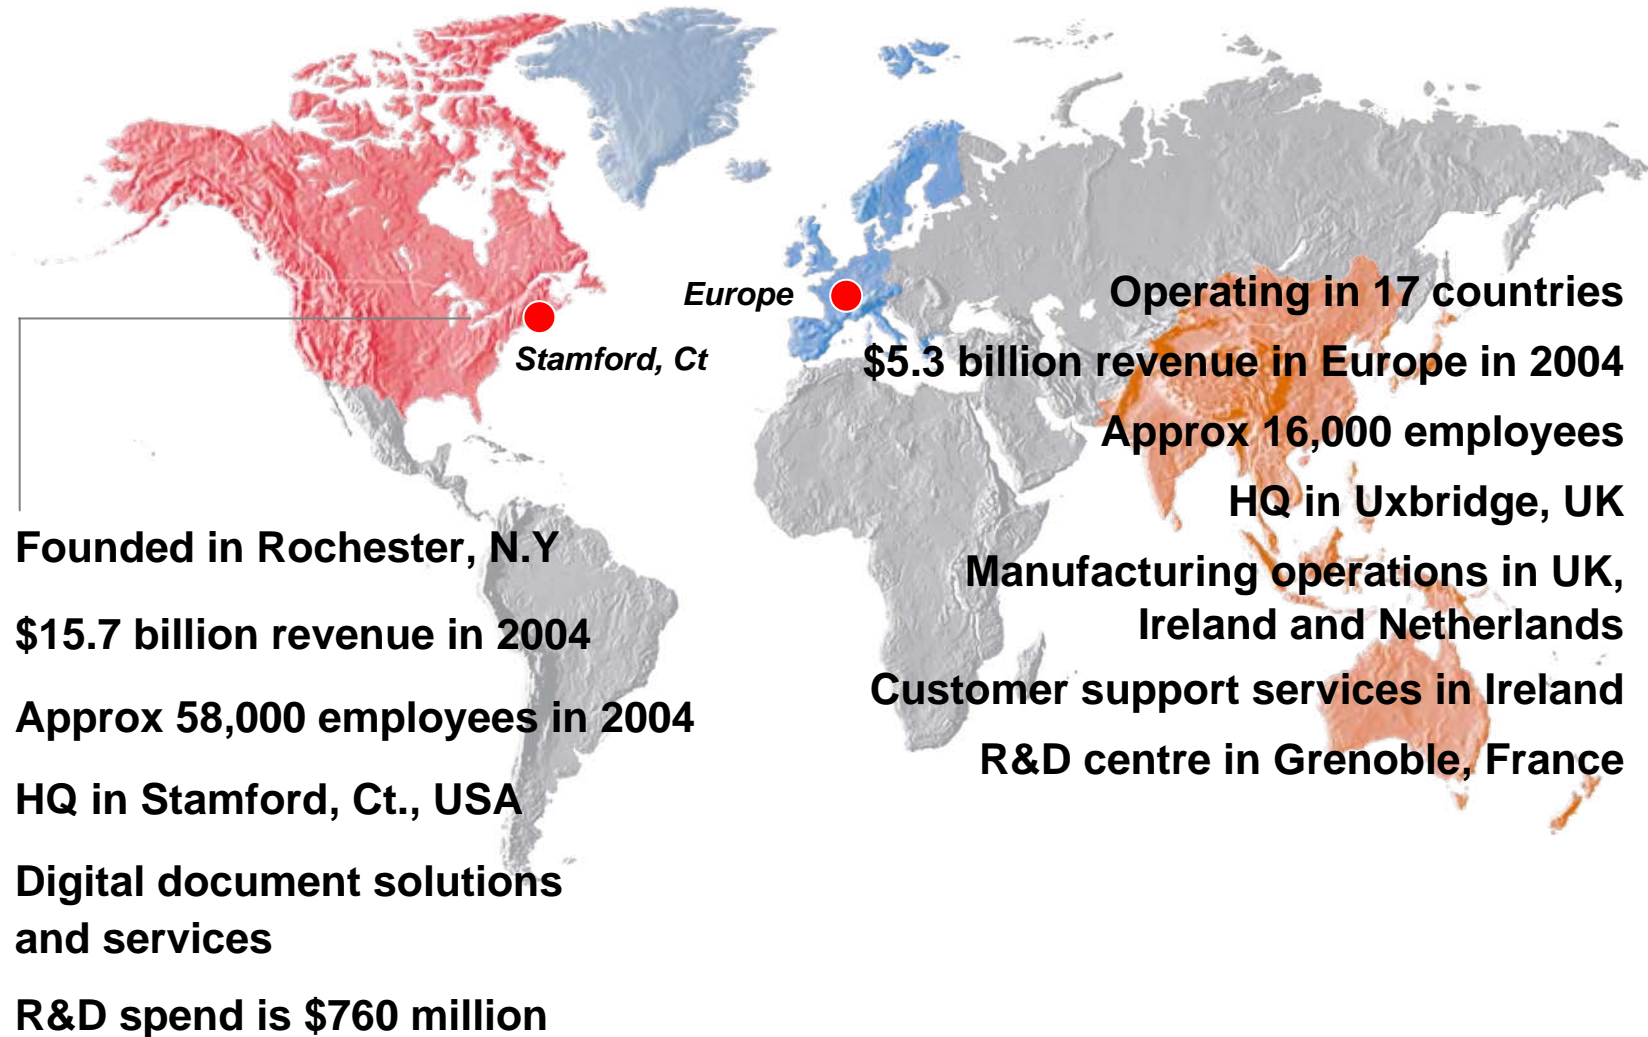 Europe
Stamford, Ct
Founded in Rochester, N.Y
$15.7 billion revenue in 2004
Approx 58,000 employees in 2004
HQ in Stamford, Ct., USA
Digital document solutions
and services
R&D spend is $760 million
Operating in 17 countries
$5.3 billion revenue in Europe in 2004
Approx 16,000 employees
HQ in Uxbridge, UK
Manufacturing operations in UK,
Ireland and Netherlands
Customer support services in Ireland
R&D centre in Grenoble, France